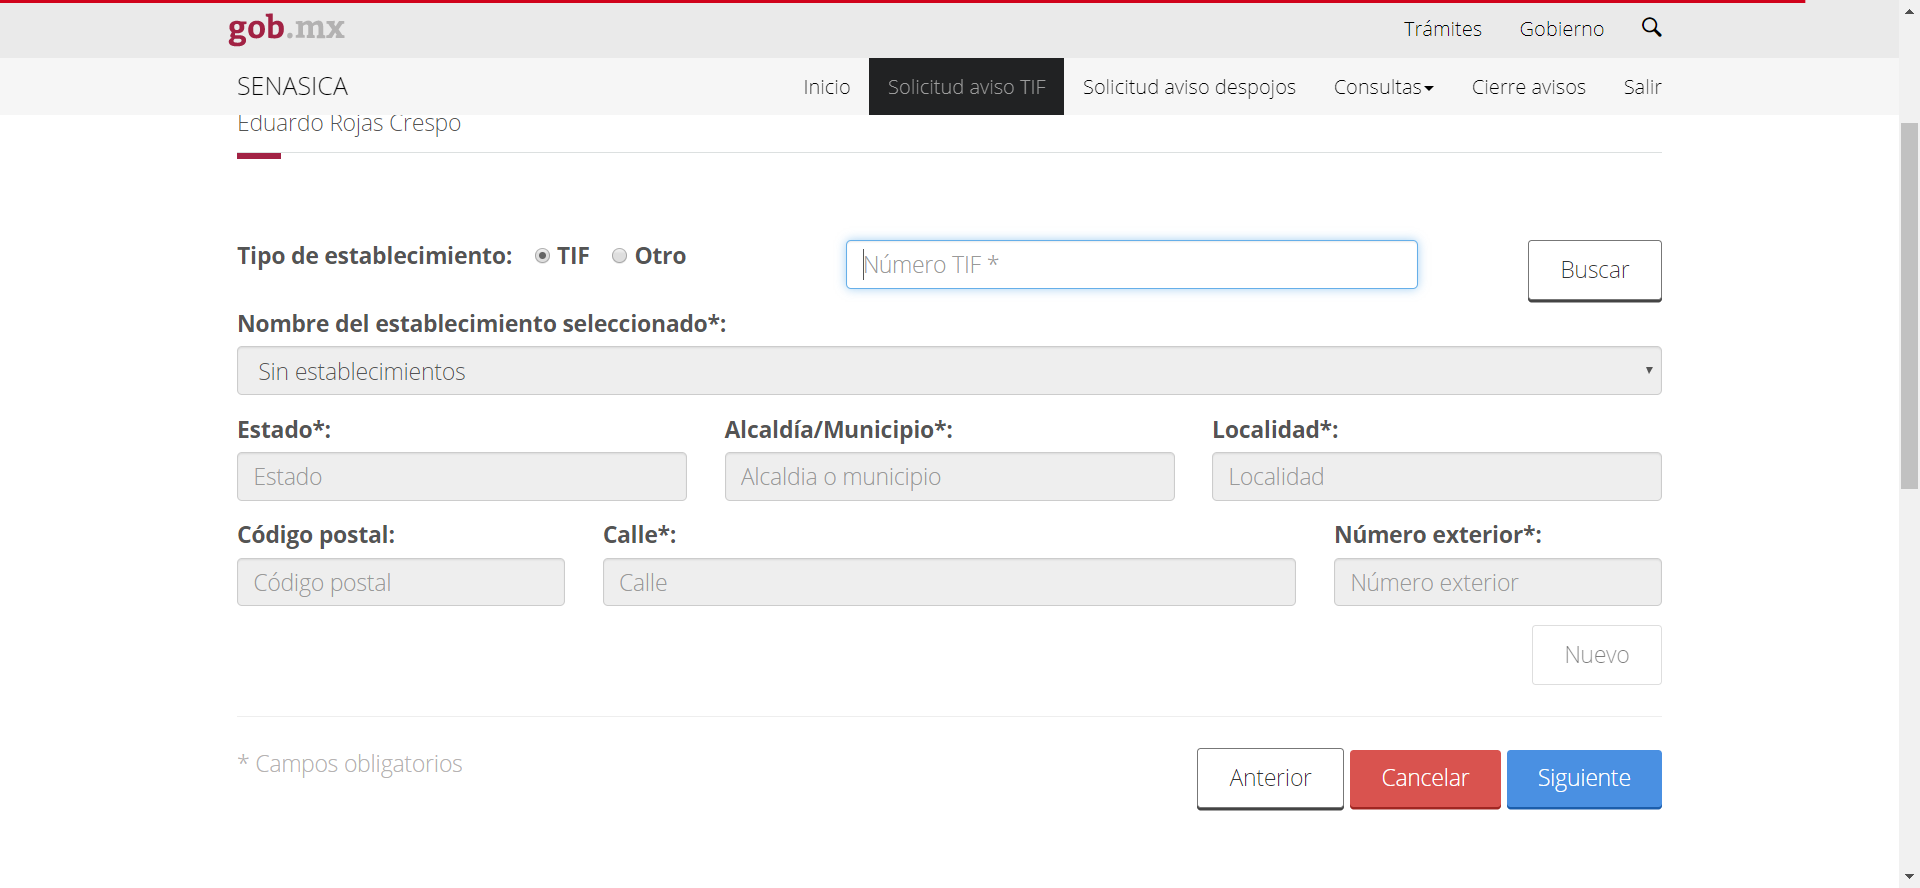 gob.mx
Trámites Gobierno
SENASICA
Inicio Solicitud aviso TIF Solicitud aviso despojos Consultas Cierre avisos Salir
Eduardo Rojas Crespo
Tipo de establecimiento: TIF Otro
Número TIF *
Buscar
Nombre del establecimiento seleccionado*:
Sin establecimientos
Estado*: Alcaldía/Municipio*: Localidad*:
Estado Alcaldia o municipio Localidad
Código postal: Calle*: Número exterior*:
Código postal Calle Número exterior
Nuevo
* Campos obligatorios
Anterior Cancelar Siguiente